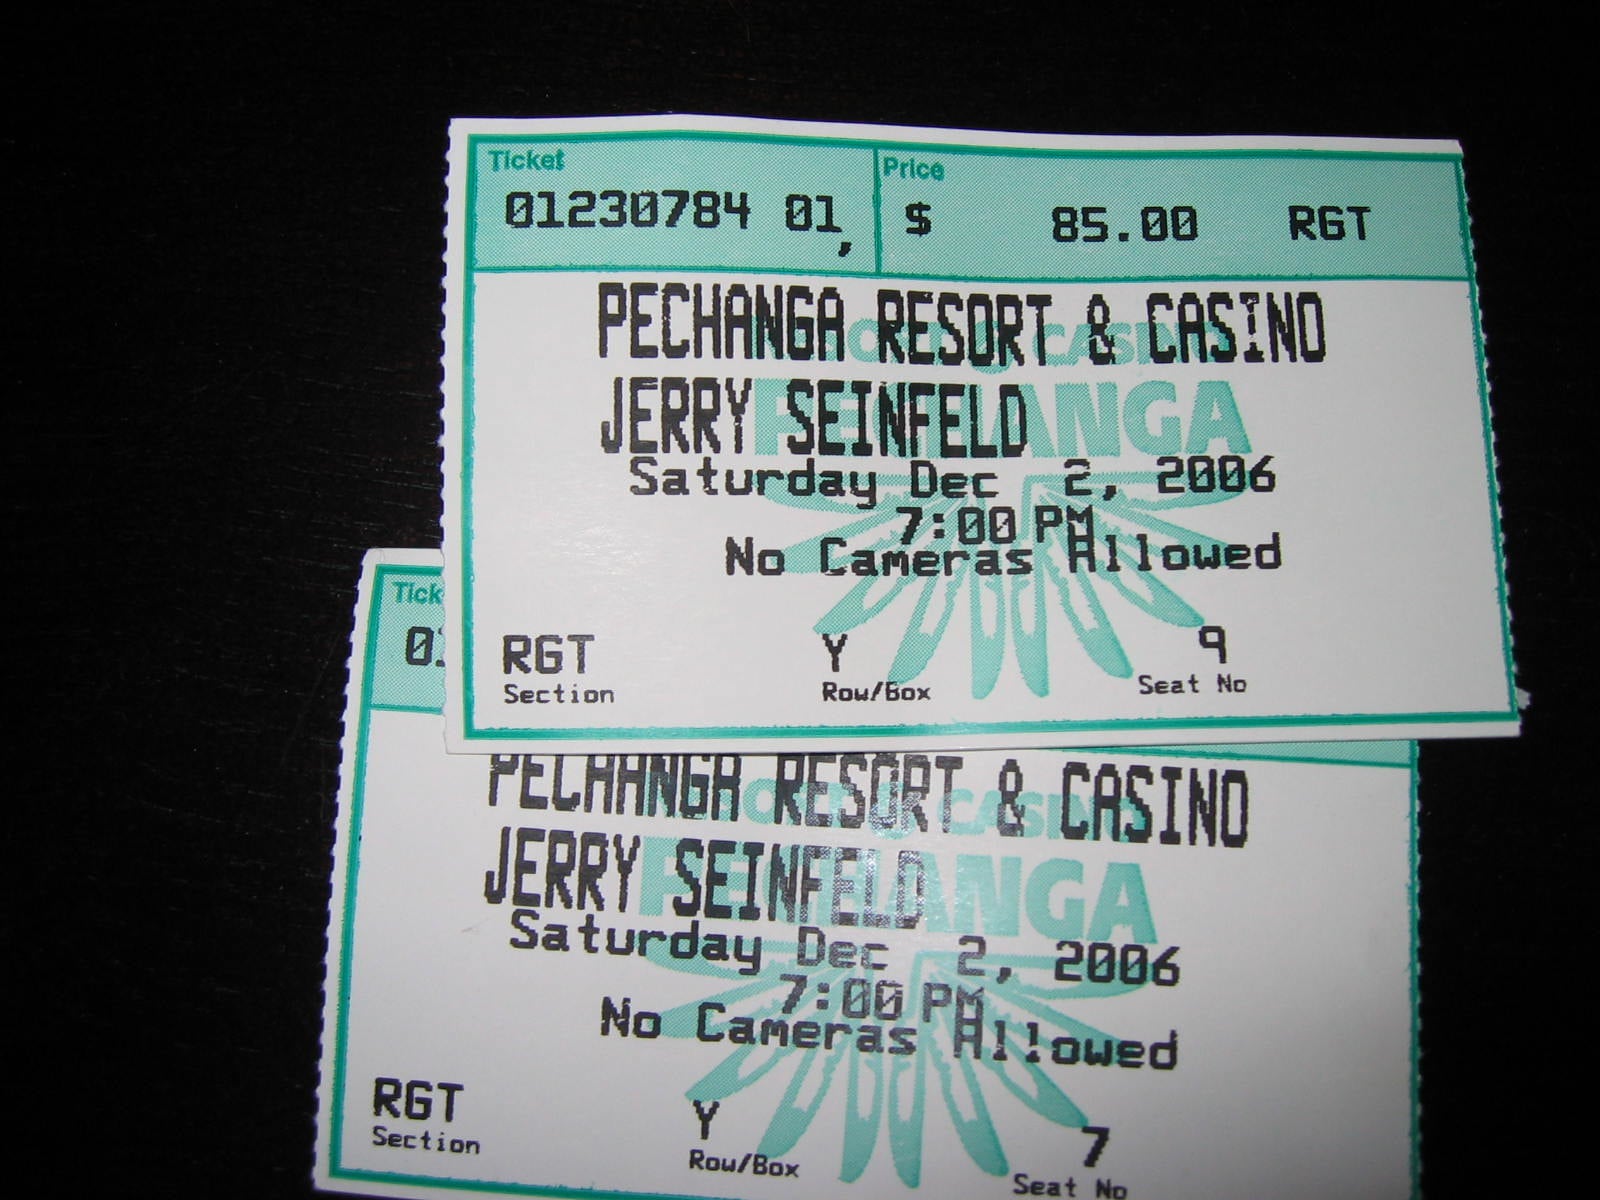 Ticket Price
01230784 01, $ 85.00 RGT
PECHANGA RESORT & CASINO
JERRY SEINFELD
Saturday Dec 2, 2006
7:00 PM
No Cameras Allowed
RGT Y 9
Section Row/Box Seat No
PECHANGA RESORT & CASINO
JERRY SEINFELD
Saturday Dec 2, 2006
7:00 PM
No Cameras Allowed
RGT Y 7
Section Row/Box Seat No